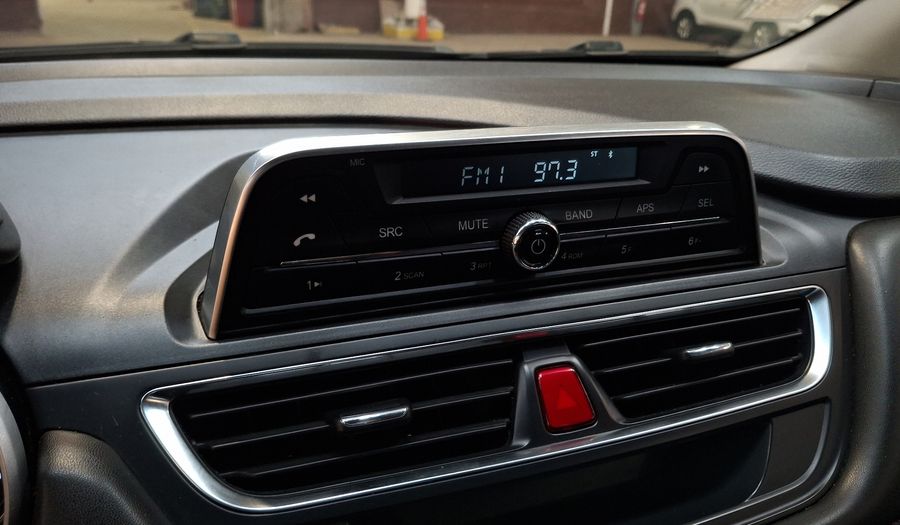 MIC
FM1 97.3 ST
SRC MUTE BAND APS SEL
1 2 SCAN 3 RPT 4 RDM 5 F- 6 F+